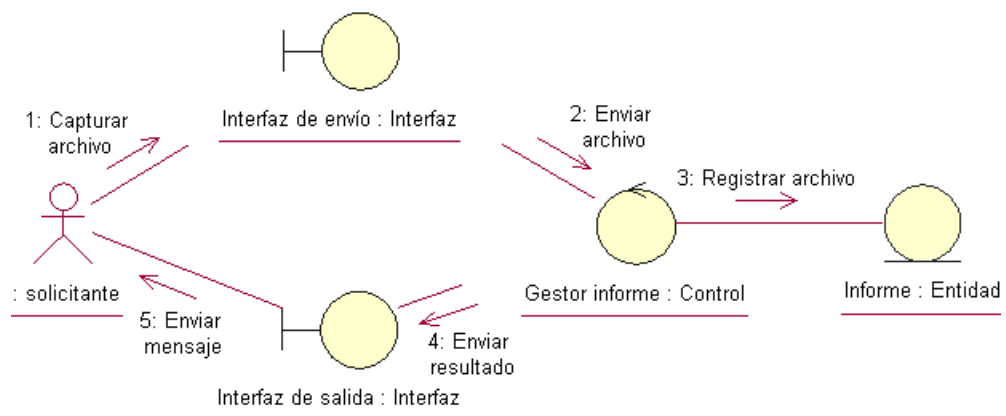 Interfaz de envío : Interfaz
1: Capturar
archivo
2: Enviar
archivo
3: Registrar archivo
: solicitante
Gestor informe : Control
Informe : Entidad
5: Enviar
mensaje
4: Enviar
resultado
Interfaz de salida : Interfaz